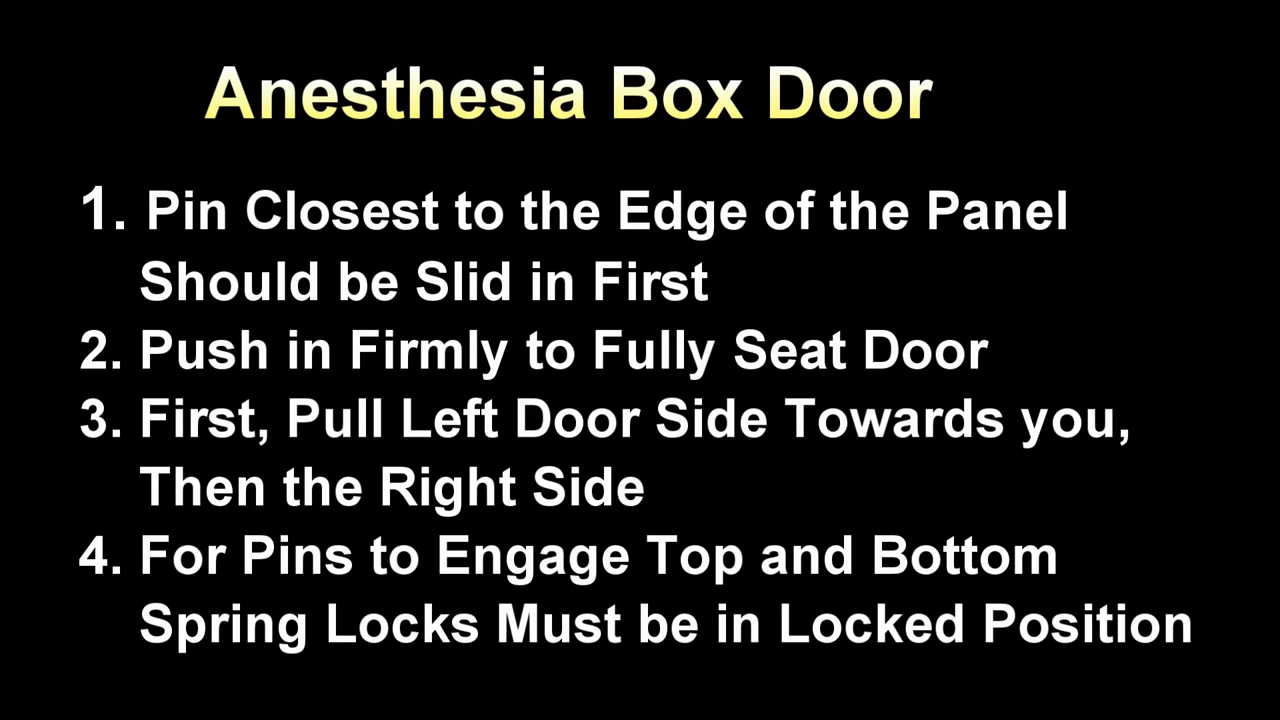 Anesthesia Box Door
1. Pin Closest to the Edge of the Panel
Should be Slid in First
2. Push in Firmly to Fully Seat Door
3. First, Pull Left Door Side Towards you,
Then the Right Side
4. For Pins to Engage Top and Bottom
Spring Locks Must be in Locked Position